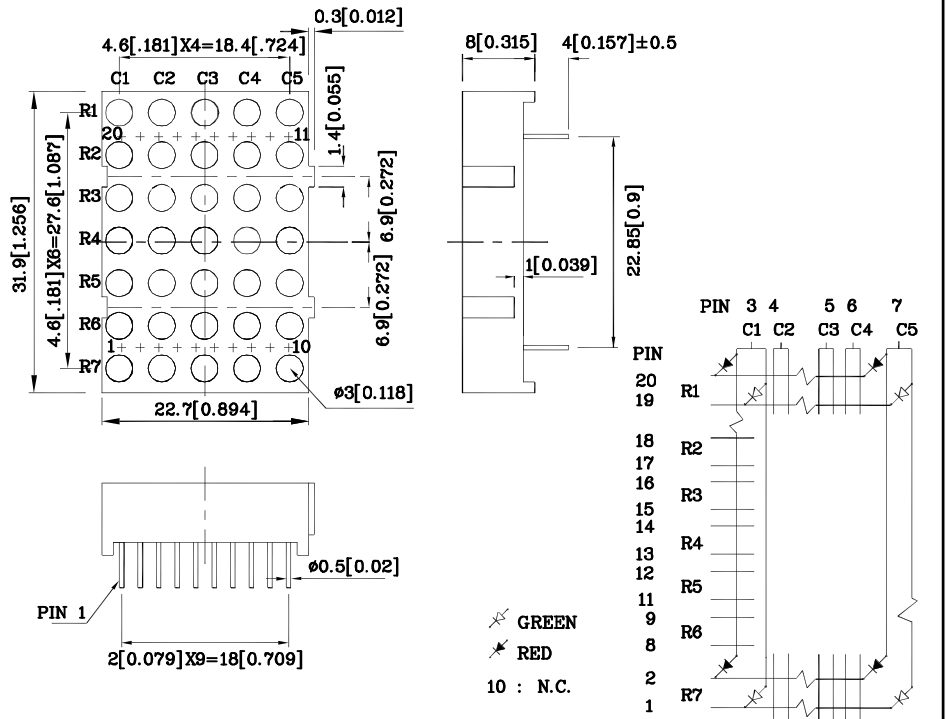 0.3[0.012]
4.6[.181]X4=18.4[.724]
C1 C2 C3 C4 C5
R1
20 11
R2
R3
R4
R5
R6
1 10
R7
31.9[1.256]
4.6[.181]X6=27.6[1.087]
1.4[0.055]
6.9[0.272]
6.9[0.272]
ø3[0.118]
22.7[0.894]
8[0.315] 4[0.157]±0.5
22.85[0.9]
1[0.039]
ø0.5[0.02]
PIN 1
2[0.079]X9=18[0.709]
GREEN
RED
10 : N.C.
PIN 3 4 5 6 7
C1 C2 C3 C4 C5
PIN
20
R1
19
18
R2
17
16
R3
15
14
R4
13
12
R5
11
9
R6
8
2
R7
1